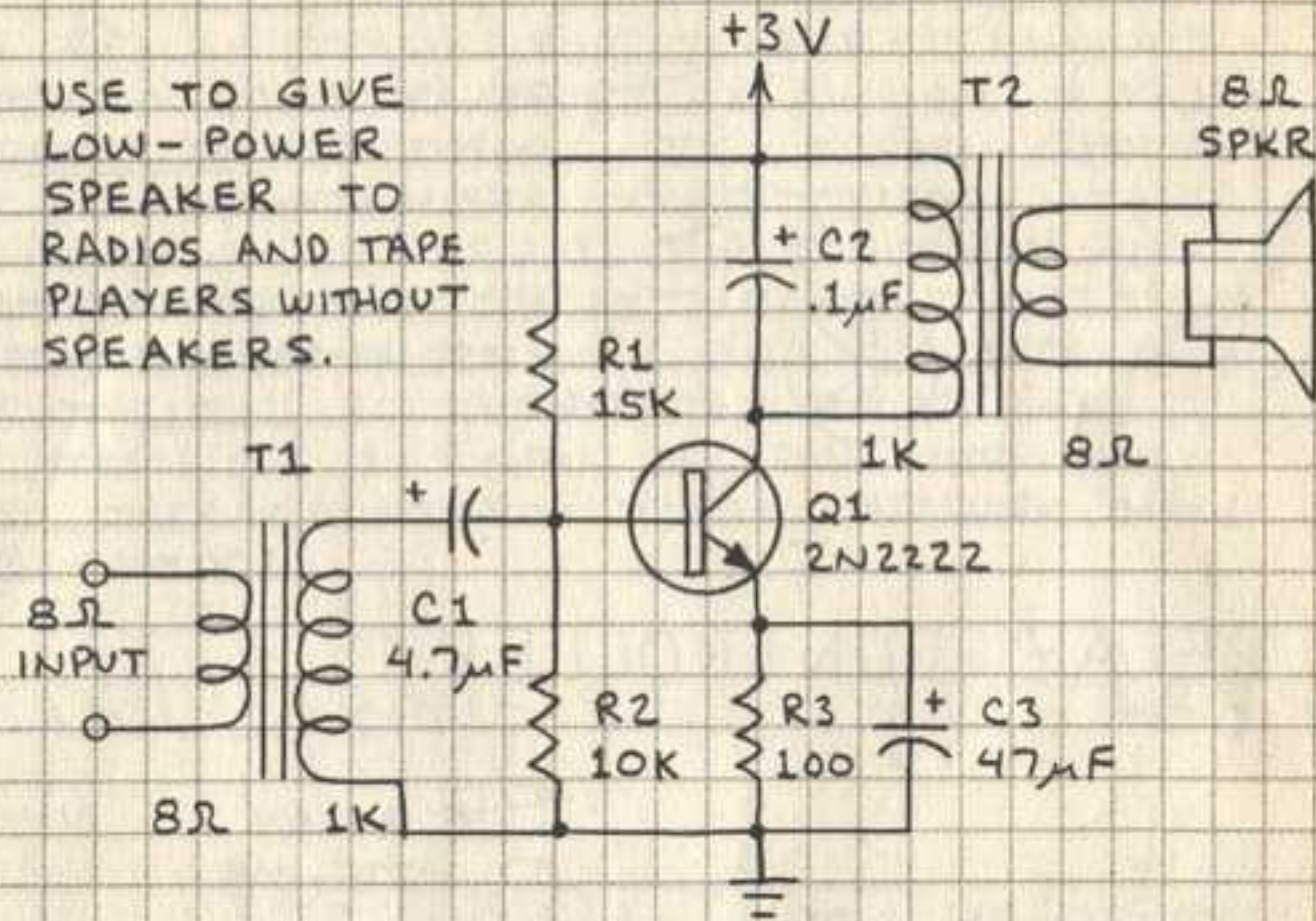 +3V
USE TO GIVE
LOW-POWER
SPEAKER TO
RADIOS AND TAPE
PLAYERS WITHOUT
SPEAKERS.
T2
8Ω
SPKR
+ C2
.1µF
R1
15K
1K
8Ω
T1
+
Q1
2N2222
8Ω
INPUT
C1
4.7µF
R2
10K
R3
100
+ C3
47µF
8Ω
1K